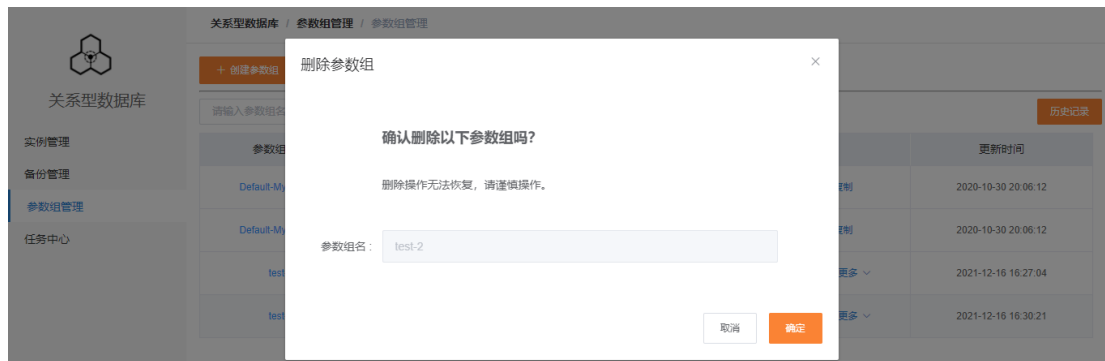 关系型数据库 / 参数组管理 / 参数组管理
关系型数据库
实例管理
备份管理
参数组管理
任务中心
+ 创建参数组
请输入参数组名
历史记录
参数组
更新时间
Default-My
复制
2020-10-30 20:06:12
Default-My
复制
2020-10-30 20:06:12
test
更多
2021-12-16 16:27:04
test
更多
2021-12-16 16:30:21
删除参数组
确认删除以下参数组吗？
删除操作无法恢复，请谨慎操作。
参数组名：
test-2
取消
确定